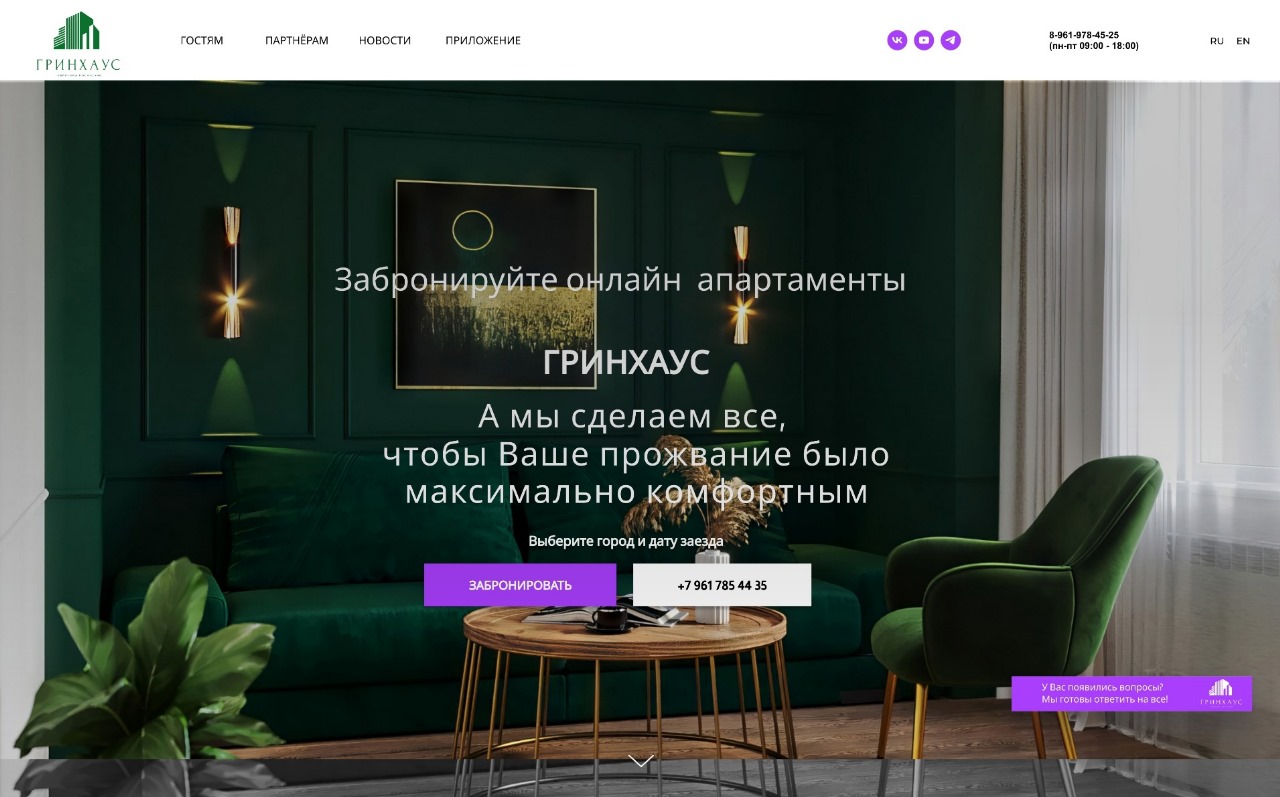 ГРИНХАУС
ГОСТЯМ
ПАРТНЁРАМ
НОВОСТИ
ПРИЛОЖЕНИЕ
8-961-978-45-25
(пн-пт 09:00 - 18:00)
RU EN
Забронируйте онлайн апартаменты
ГРИНХАУС
А мы сделаем все,
чтобы Ваше прожвание было
максимально комфортным
Выберите город и дату заезда
ЗАБРОНИРОВАТЬ
+7 961 785 44 35
У Вас появились вопросы?
Мы готовы ответить на все!
ГРИНХАУС